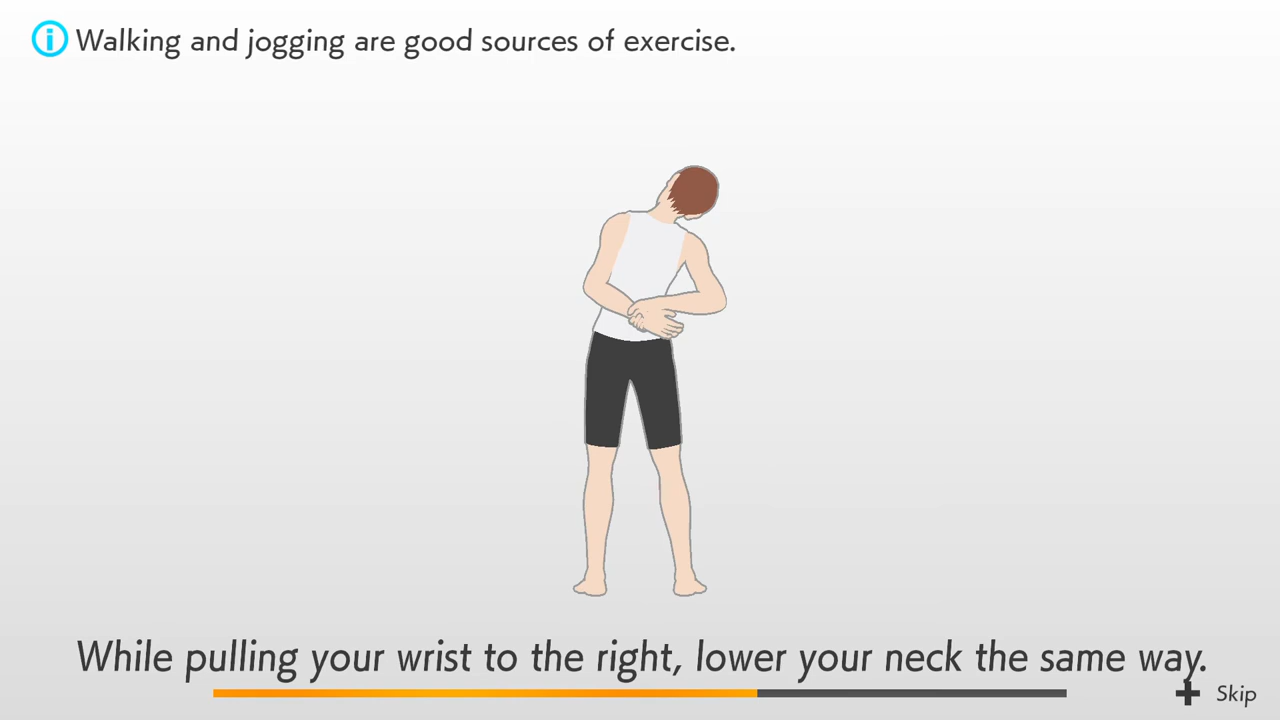 Walking and jogging are good sources of exercise.
While pulling your wrist to the right, lower your neck the same way.
Skip